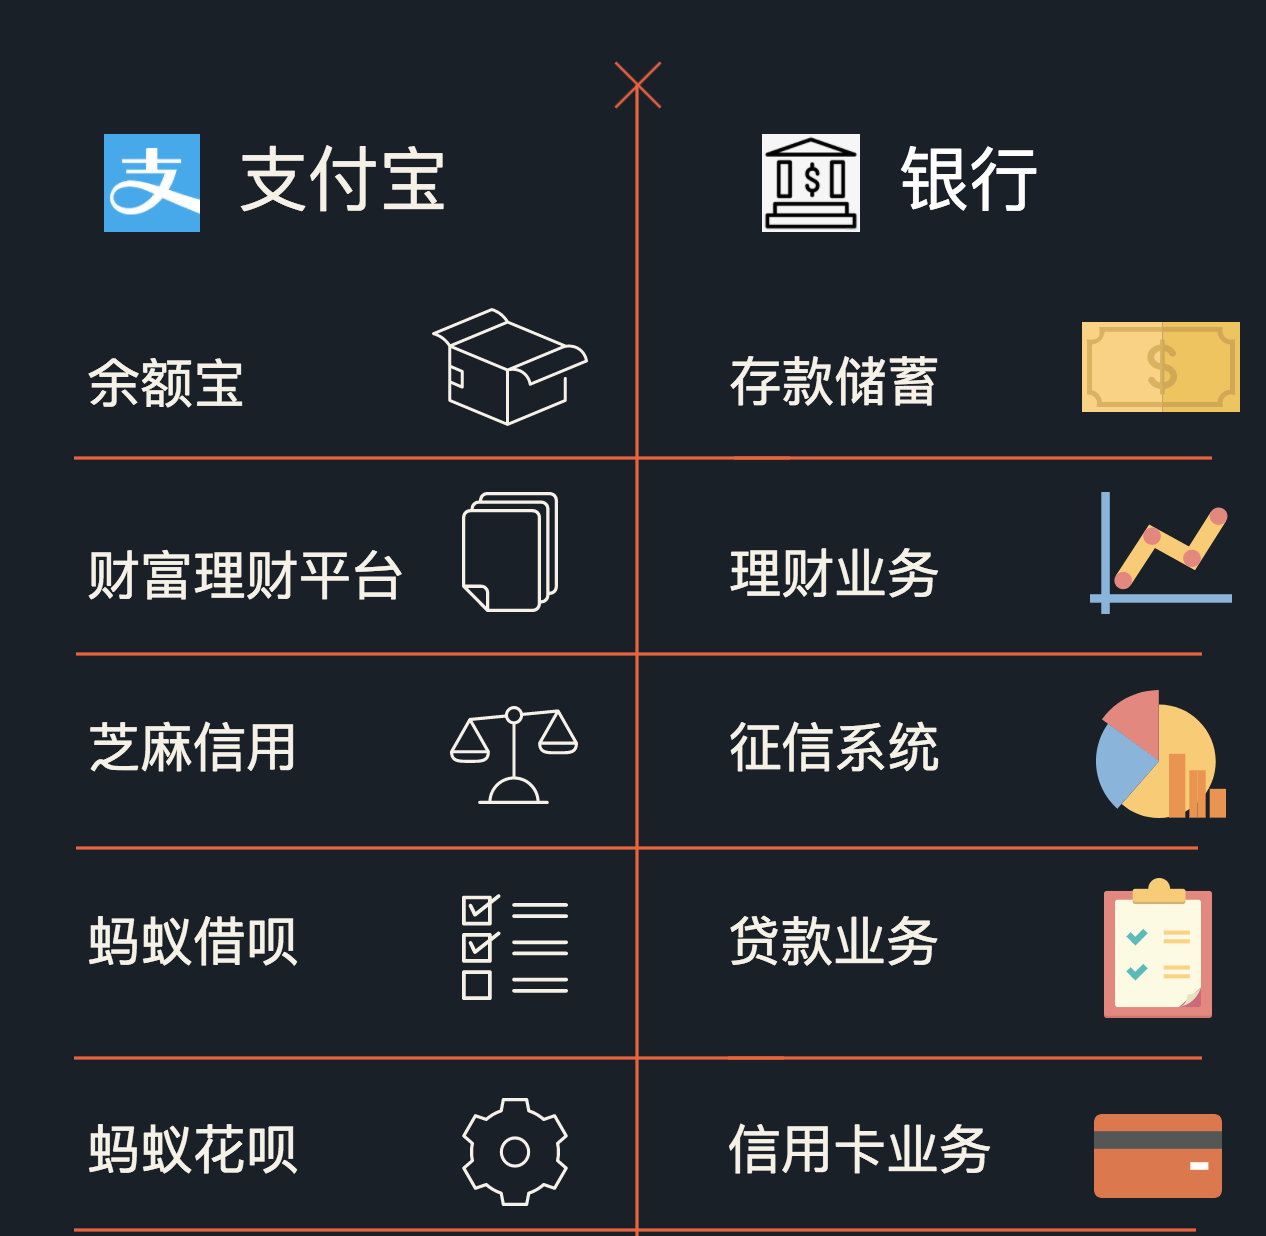 支付宝
银行
余额宝
存款储蓄
财富理财平台
理财业务
芝麻信用
征信系统
蚂蚁借呗
贷款业务
蚂蚁花呗
信用卡业务